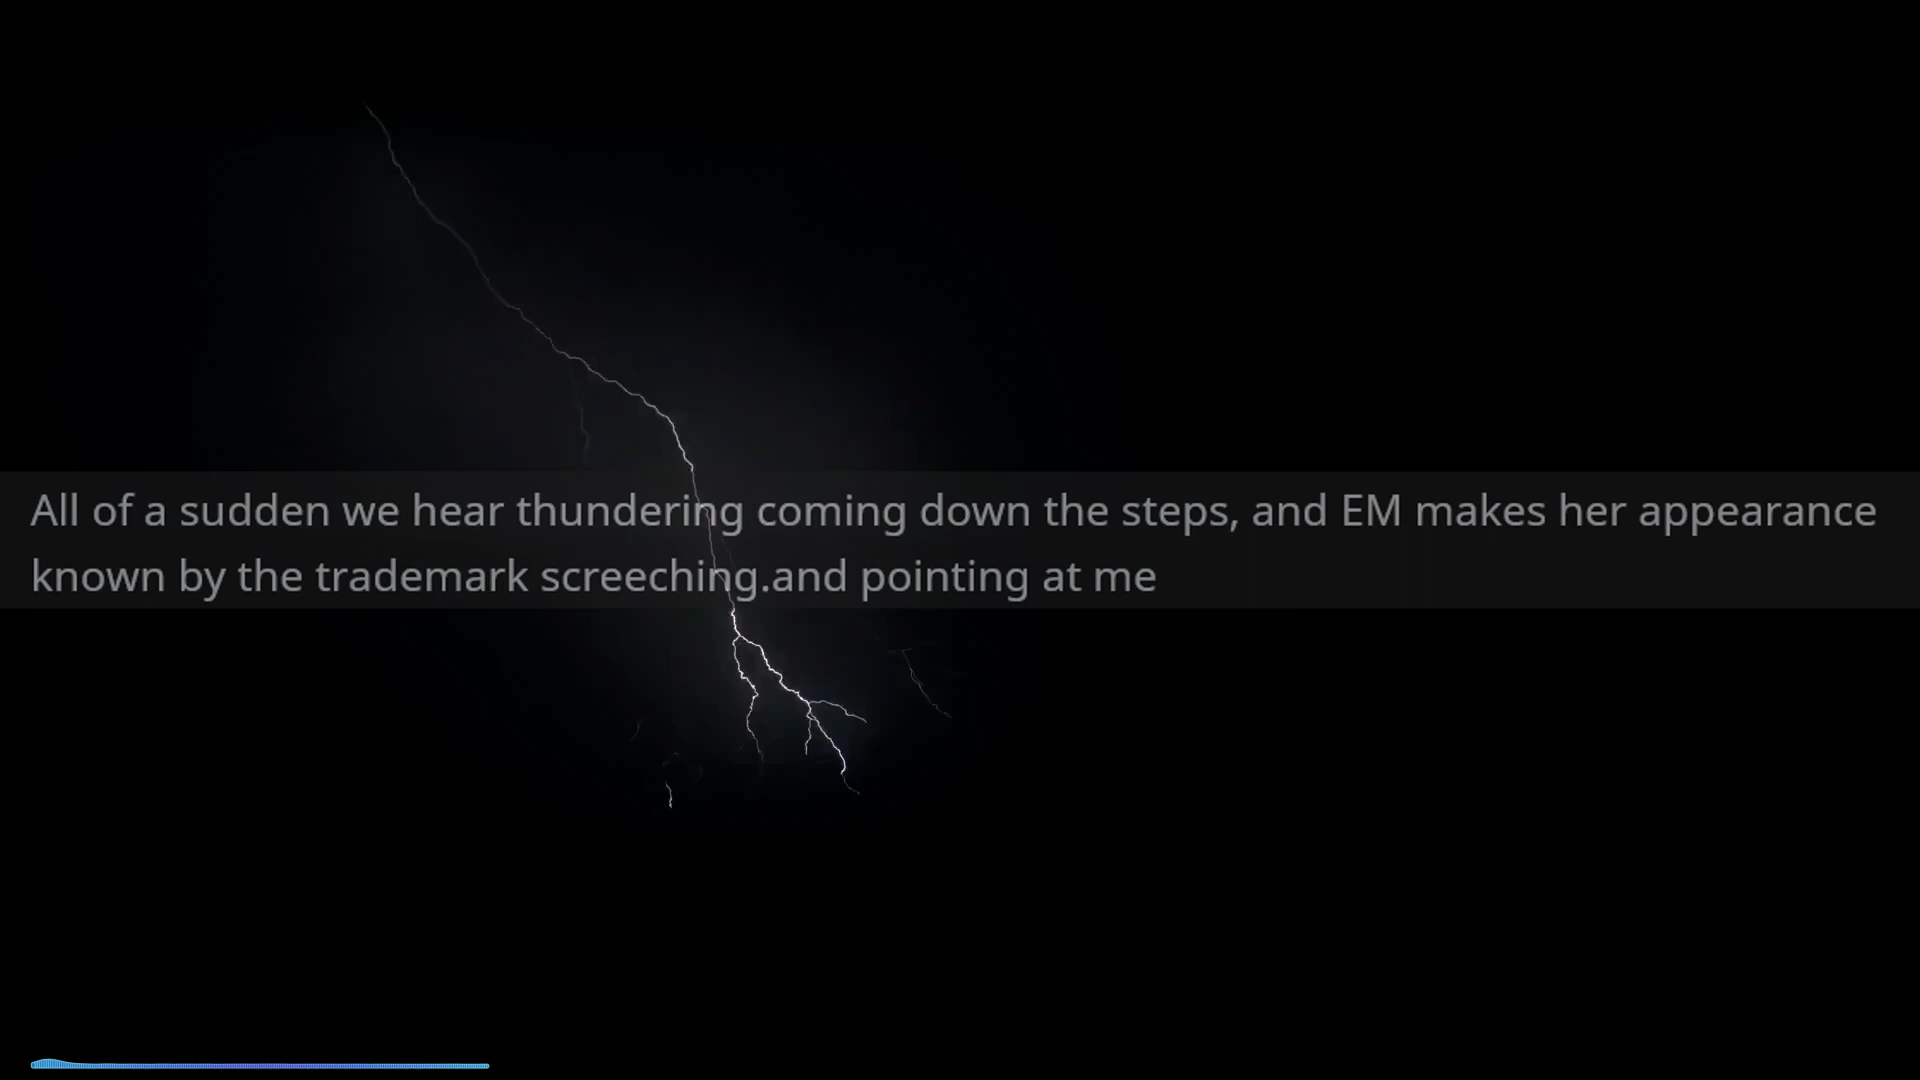 All of a sudden we hear thundering coming down the steps, and EM makes her appearance
known by the trademark screeching.and pointing at me